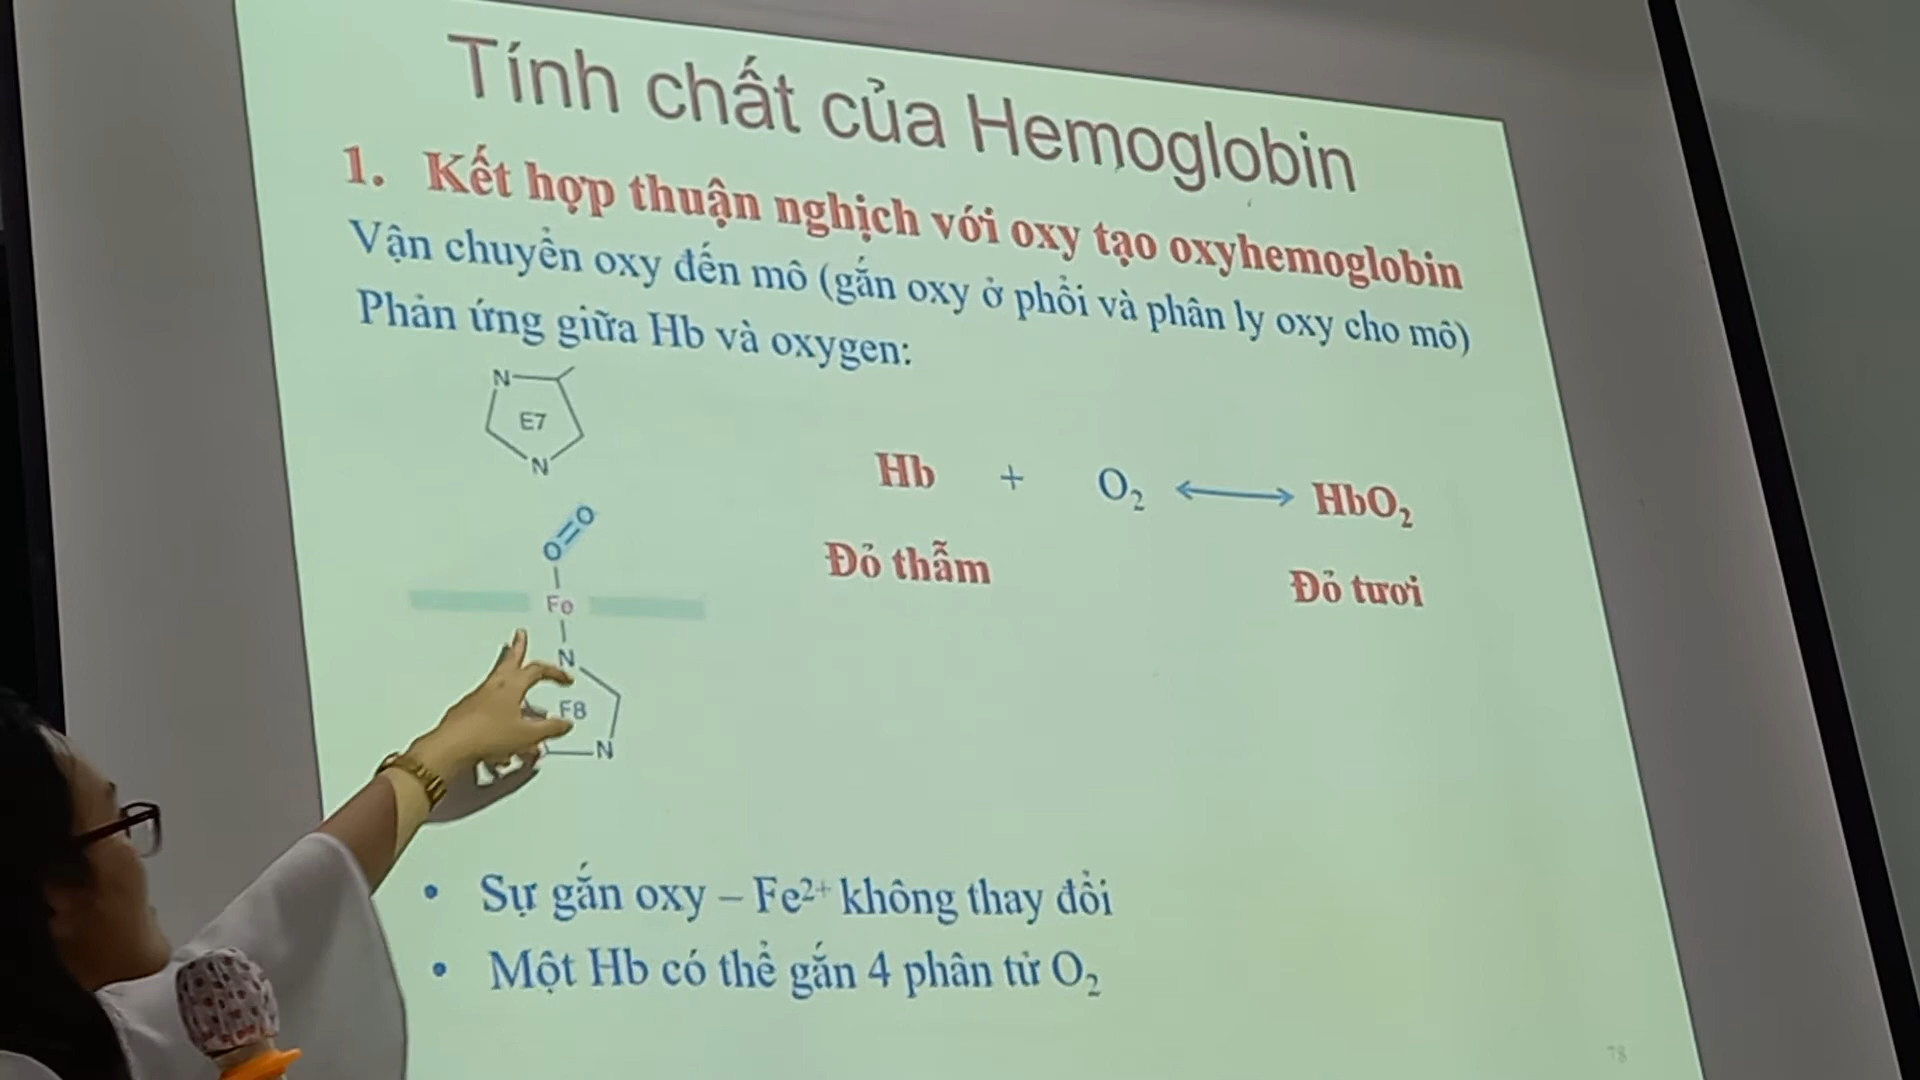 Tính chất của Hemoglobin
1. Kết hợp thuận nghịch với oxy tạo oxyhemoglobin
Vận chuyển oxy đến mô (gắn oxy ở phổi và phân ly oxy cho mô)
Phản ứng giữa Hb và oxygen:
N
E7
N
Hb + O₂ ⟷ HbO₂
Đỏ thẫm Đỏ tươi
O=O
Fe
N
F8
N
• Sự gắn oxy – Fe²⁺ không thay đổi
• Một Hb có thể gắn 4 phân tử O₂
78